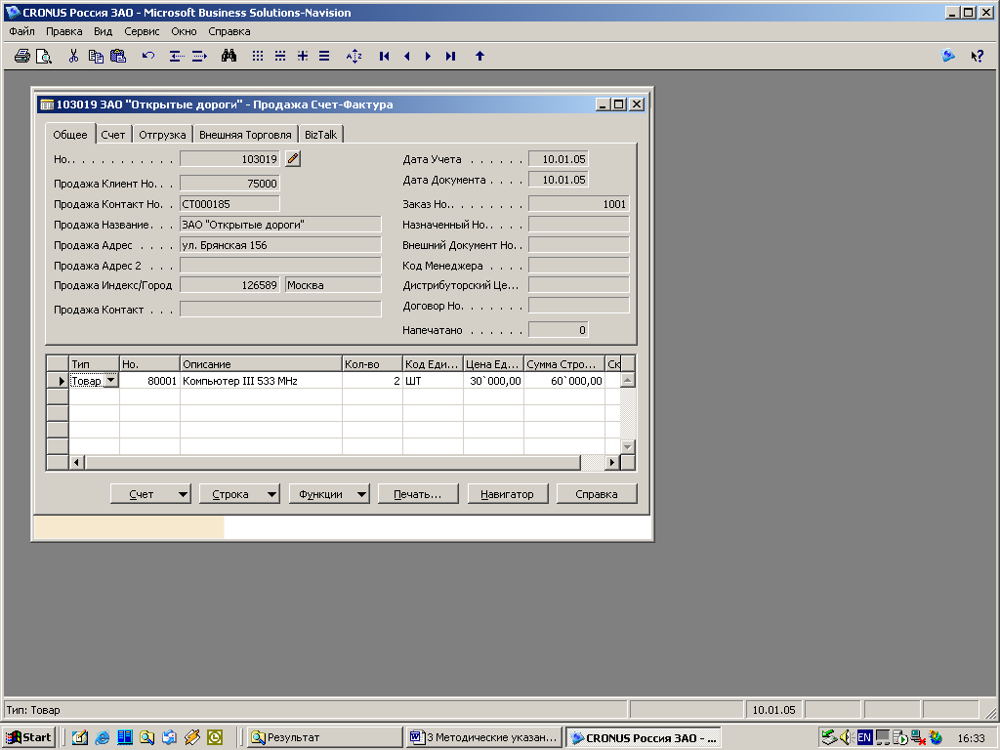 CRONUS Россия ЗАО - Microsoft Business Solutions-Navision
Файл Правка Вид Сервис Окно Справка
103019 ЗАО "Открытые дороги" - Продажа Счет-Фактура
Общее Счет Отгрузка Внешняя Торговля BizTalk
Но. . . . . . . . . . . . 103019 Дата Учета . . . . . . 10.01.05
Дата Документа . . . . 10.01.05
Продажа Клиент Но. . . 75000
Продажа Контакт Но. . СТ000185 Заказ Но. . . . . . . . 1001
Продажа Название . . . ЗАО "Открытые дороги" Назначенный Но. . . . .
Продажа Адрес . . . . ул. Брянская 156 Внешний Документ Но. .
Продажа Адрес 2 . . . Код Менеджера . . . .
Продажа Индекс/Город 126589 Москва Дистрибуторский Це...
Продажа Контакт . . . Договор Но. . . . . . .
Напечатано . . . . . . 0
Тип Но. Описание Кол-во Код Еди... Цена Ед... Сумма Стро... Ск
Товар 80001 Компьютер III 533 MHz 2 ШТ 30`000,00 60`000,00
Счет Строка Функции Печать... Навигатор Справка
Тип: Товар 10.01.05
Start Результат 3 Методические указан... CRONUS Россия ЗАО - ... EN 16:33